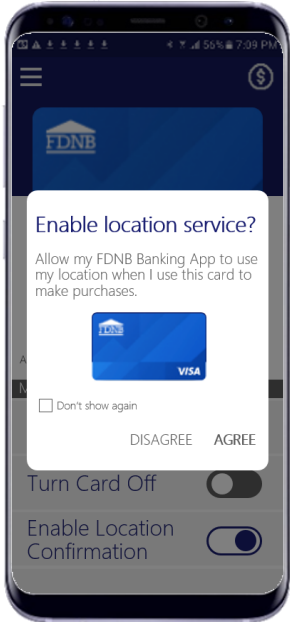 55% 7:09 PM
$
FDNB
Enable location service?
Allow my FDNB Banking App to use
my location when I use this card to
make purchases.
FDNB
VISA
A
M
Don't show again
DISAGREE AGREE
Turn Card Off
Enable Location
Confirmation